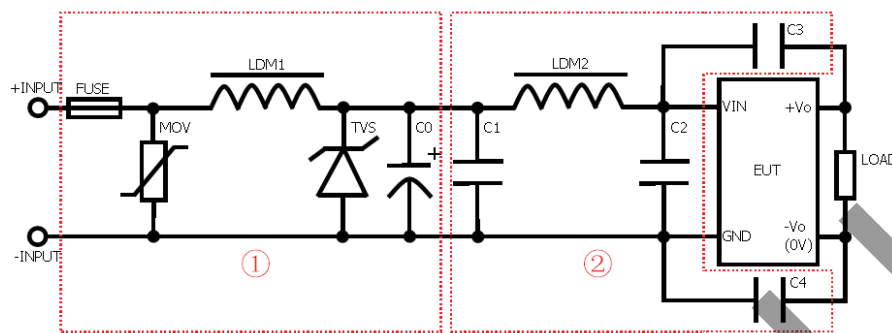 C3
LDM1
LDM2
+INPUT
FUSE
MOV
TVS
C0
+
C1
C2
VIN
+Vo
EUT
LOAD
GND
-Vo
(0V)
-INPUT
①
②
C4